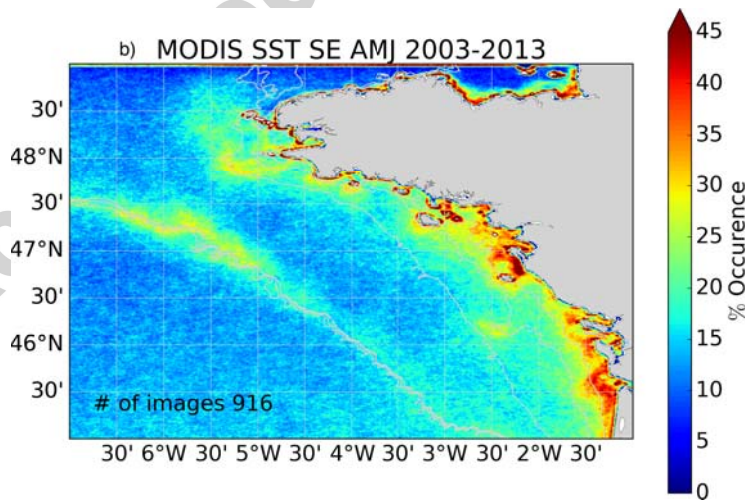 b) MODIS SST SE AMJ 2003-2013
45
40
35
30
25
20
15
10
5
0
% Occurence
30'
48°N
30'
47°N
30'
46°N
30'
# of images 916
30' 6°W 30' 5°W 30' 4°W 30' 3°W 30' 2°W 30'